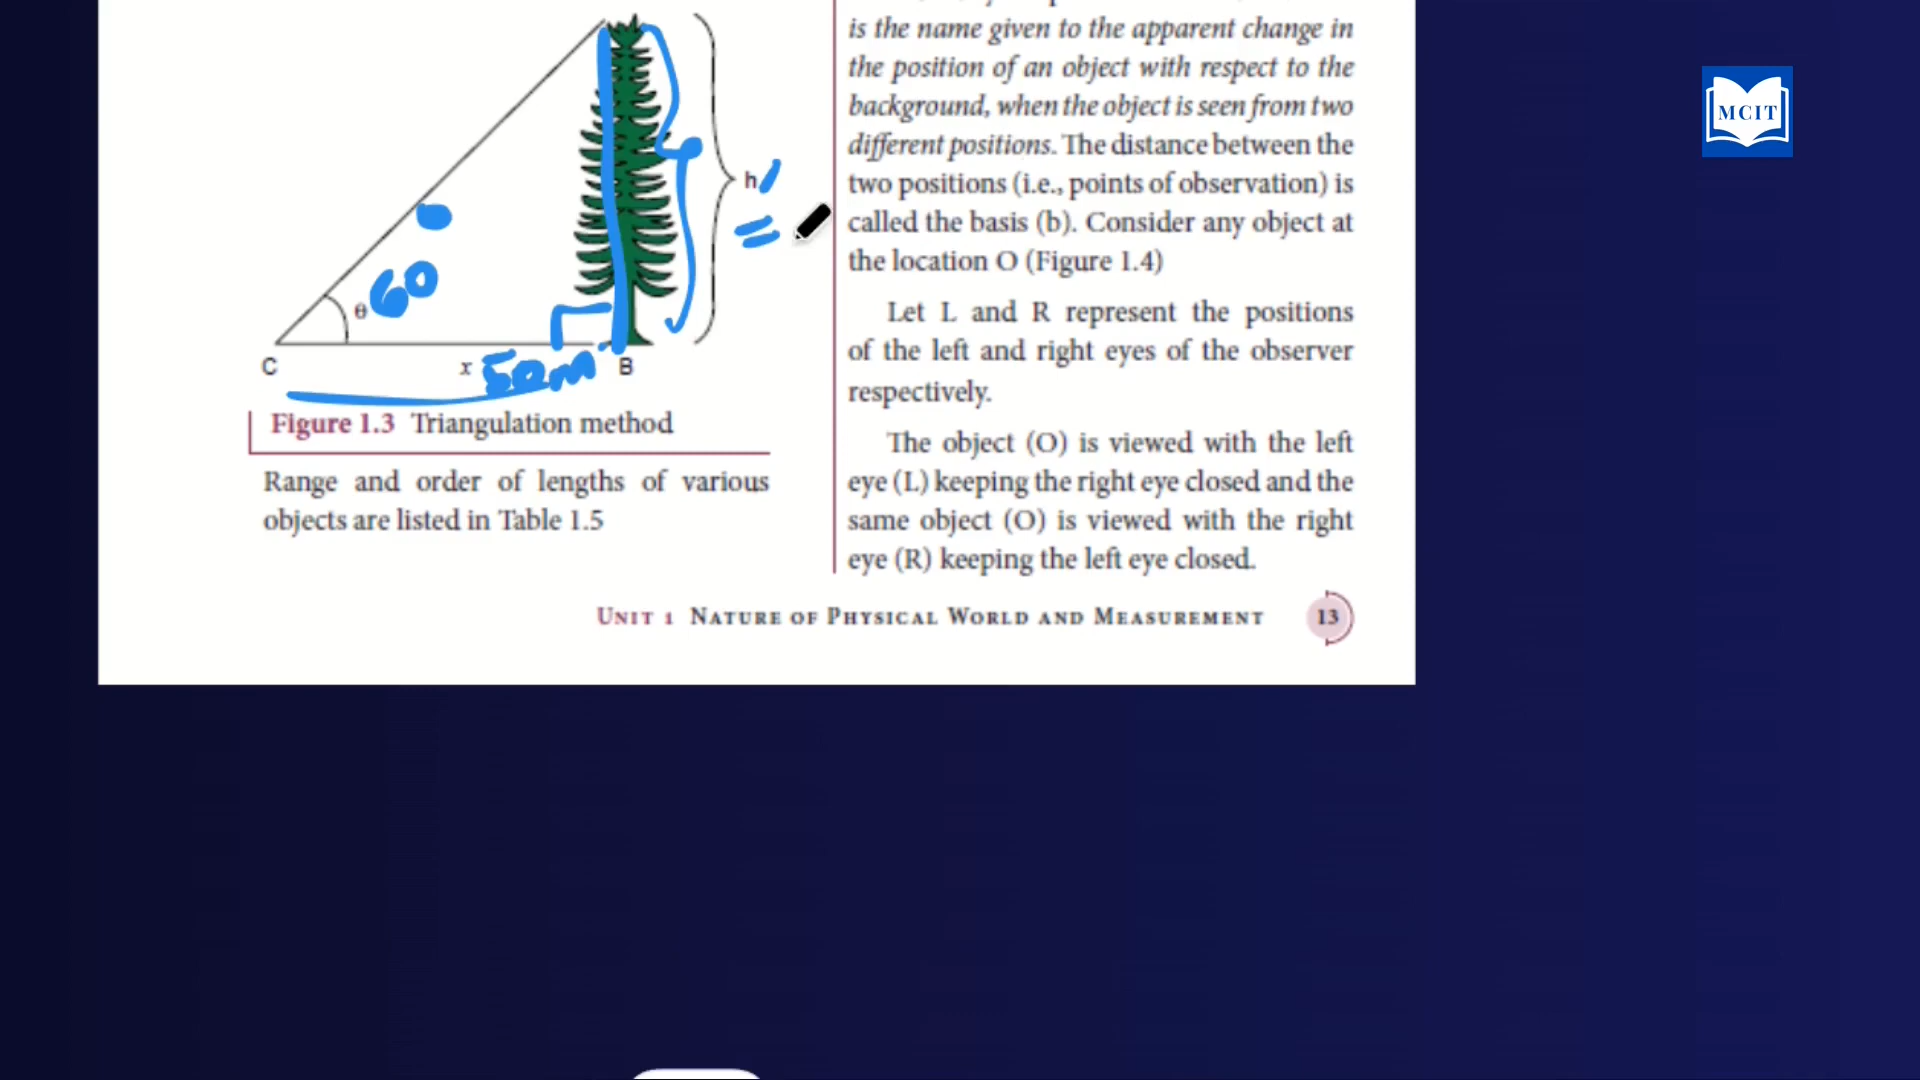 h
θ 60
C
x 50m B
Figure 1.3 Triangulation method
Range and order of lengths of various
objects are listed in Table 1.5
is the name given to the apparent change in
the position of an object with respect to the
background, when the object is seen from two
different positions. The distance between the
two positions (i.e., points of observation) is
called the basis (b). Consider any object at
the location O (Figure 1.4)
Let L and R represent the positions
of the left and right eyes of the observer
respectively.
The object (O) is viewed with the left
eye (L) keeping the right eye closed and the
same object (O) is viewed with the right
eye (R) keeping the left eye closed.
UNIT 1 NATURE OF PHYSICAL WORLD AND MEASUREMENT 13
MCIT